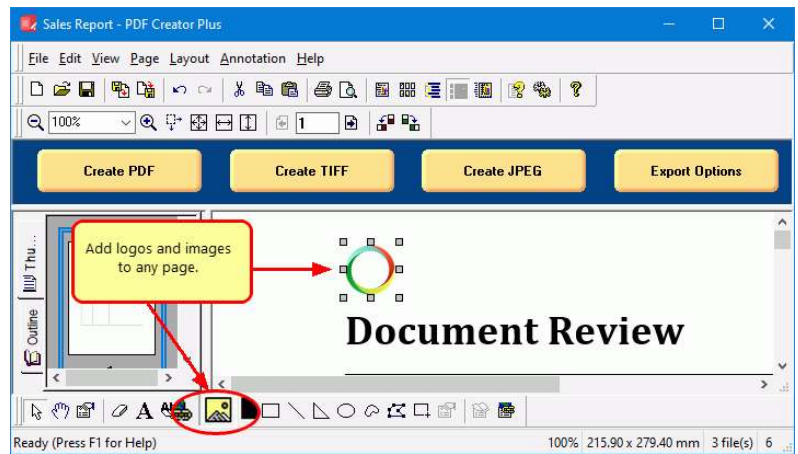 Sales Report - PDF Creator Plus
File Edit View Page Layout Annotation Help
100%
1
Create PDF Create TIFF Create JPEG Export Options
Thu...
Outline
Add logos and images
to any page.
Document Review
A
Ready (Press F1 for Help) 100% 215.90 x 279.40 mm 3 file(s) 6